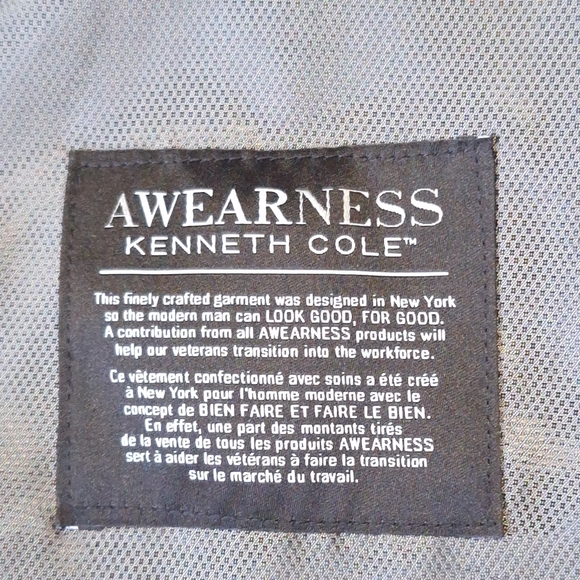 AWEARNESS
KENNETH COLE™
This finely crafted garment was designed in New York
so the modern man can LOOK GOOD, FOR GOOD.
A contribution from all AWEARNESS products will
help our veterans transition into the workforce.
Ce vêtement confectionné avec soins a été créé
à New York pour l'homme moderne avec le
concept de BIEN FAIRE ET FAIRE LE BIEN.
En effet, une part des montants tirés
de la vente de tous les produits AWEARNESS
sert à aider les vétérans à faire la transition
sur le marché du travail.